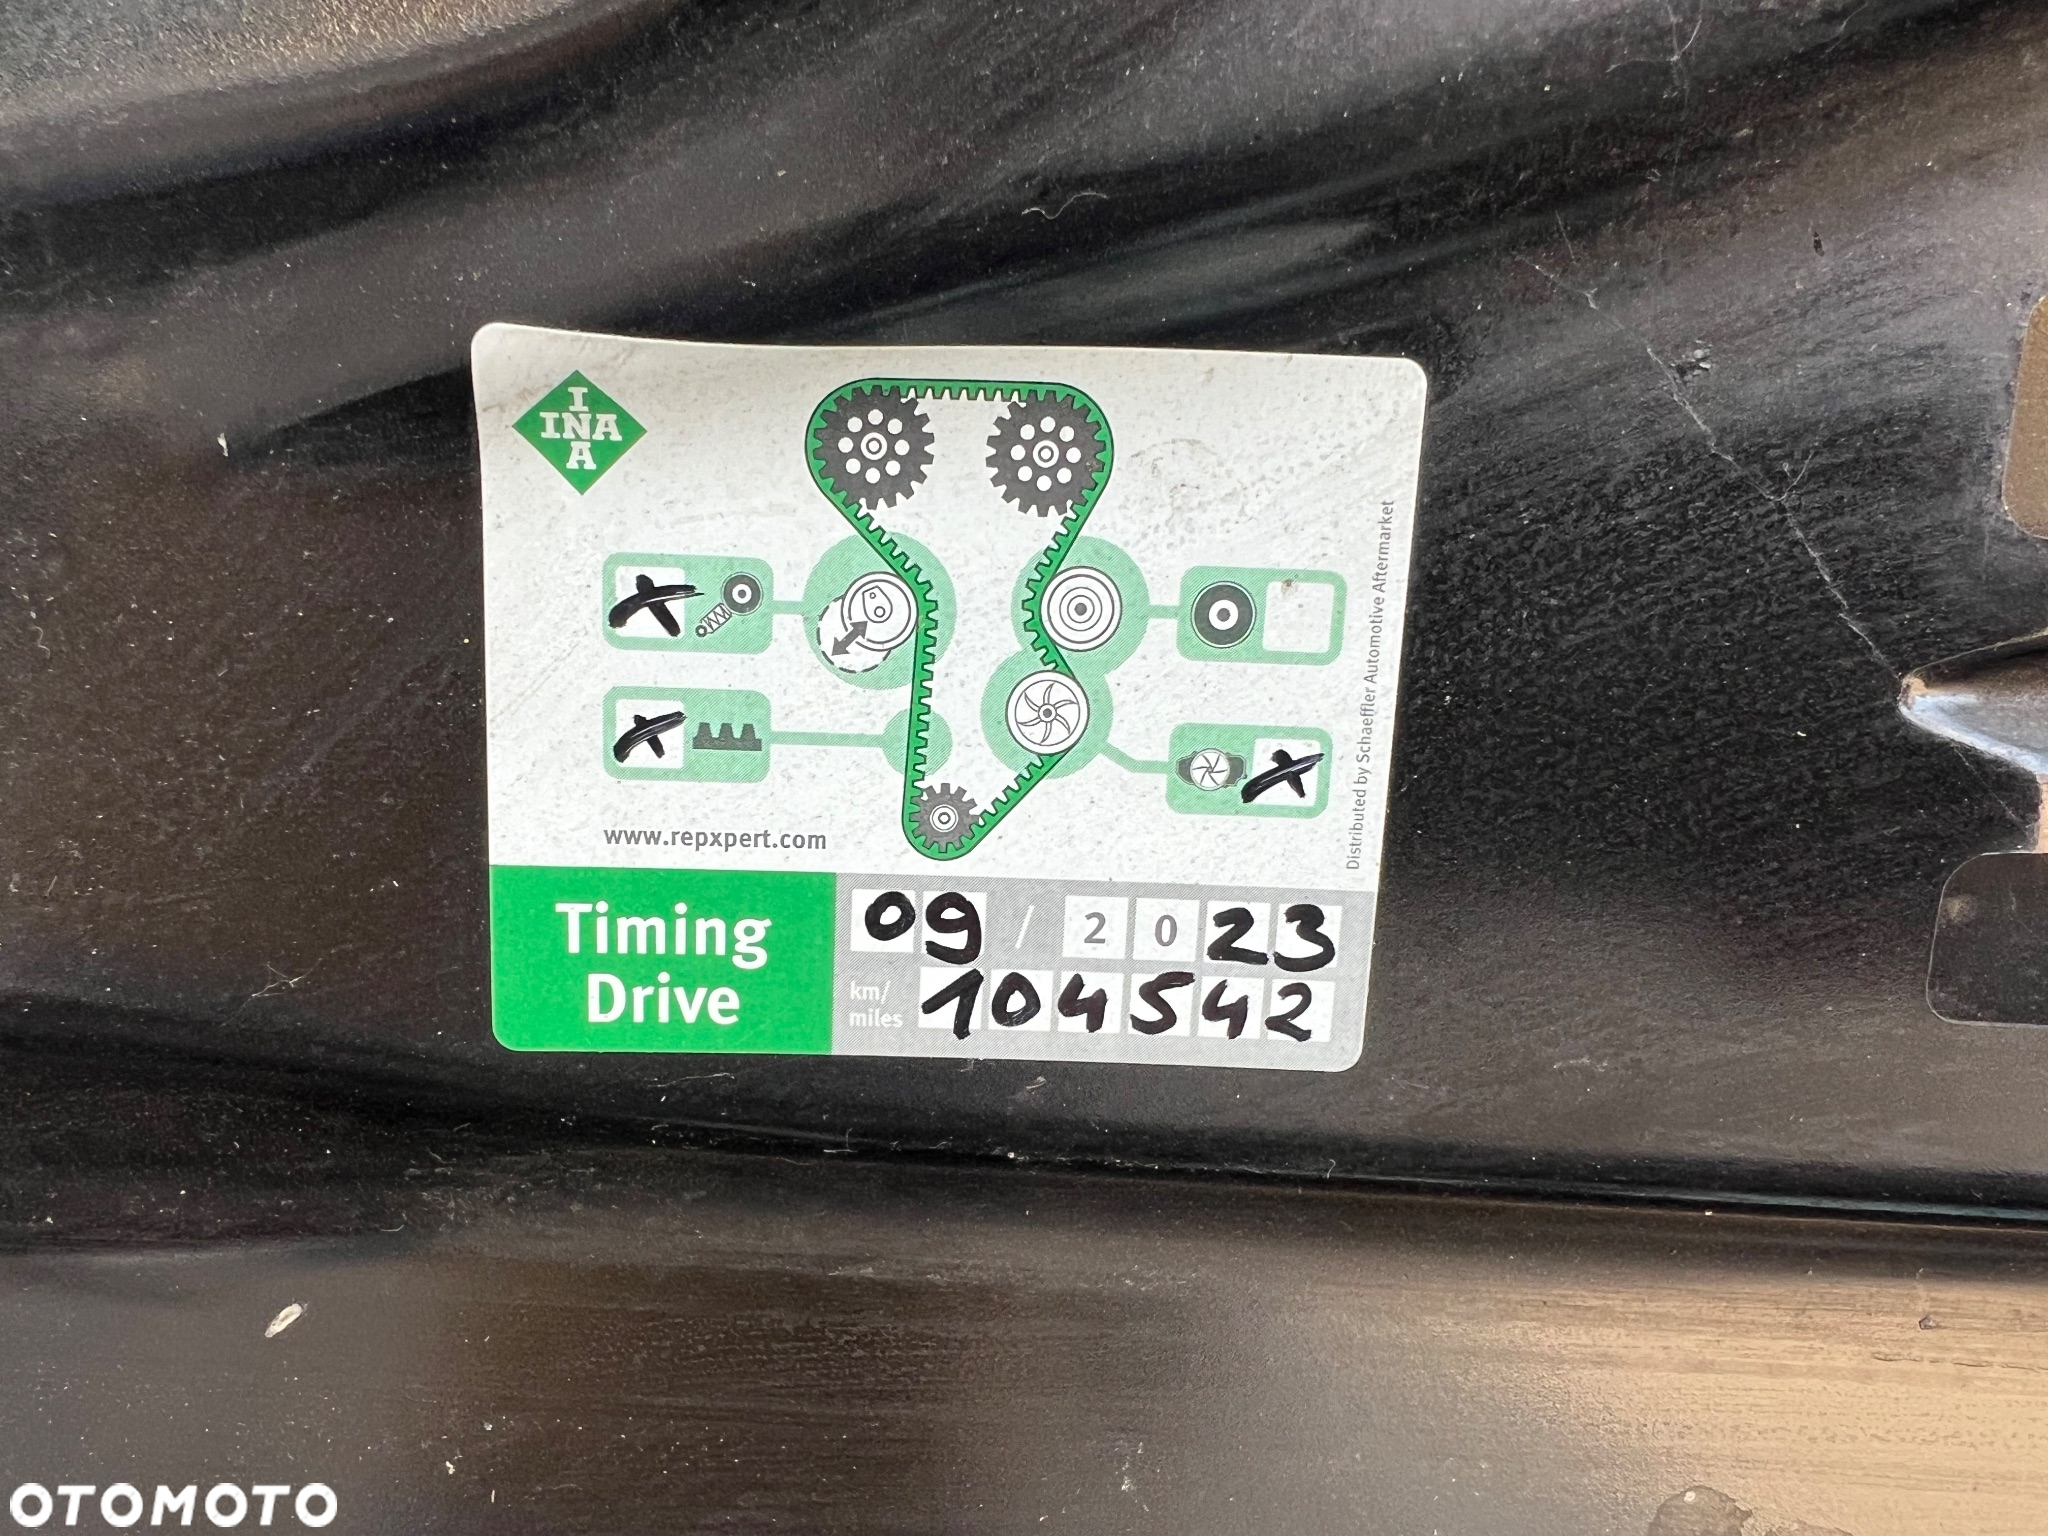 I
INA
A
www.repxpert.com
Distributed by Schaeffler Automotive Aftermarket
Timing
Drive
09 / 2023
km/
miles
104542
OTOMOTO